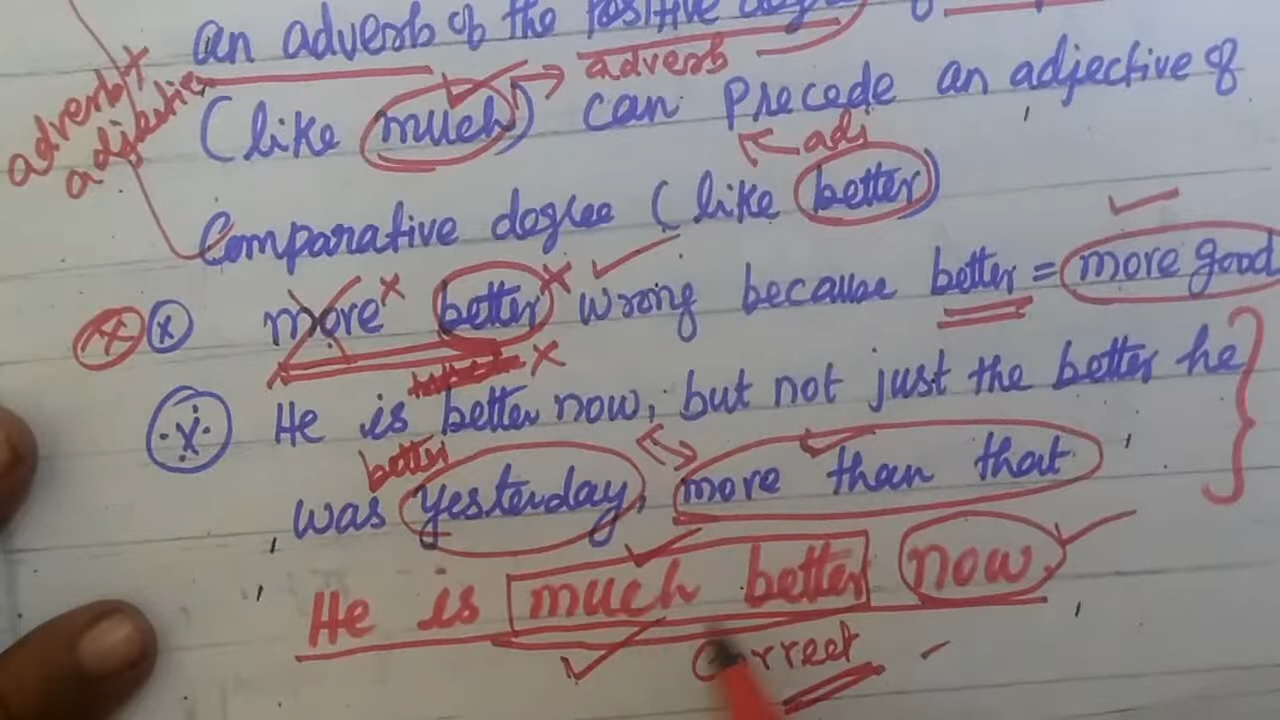 an adverb of the positive degree of
adverb
adverb +
adjective
(like much) → can precede an adjective of
adj
Comparative degree (like better)
more better wrong because better = more good
He is better now, but not just the better he
better
was yesterday, more than that
He is much better now.
Correct